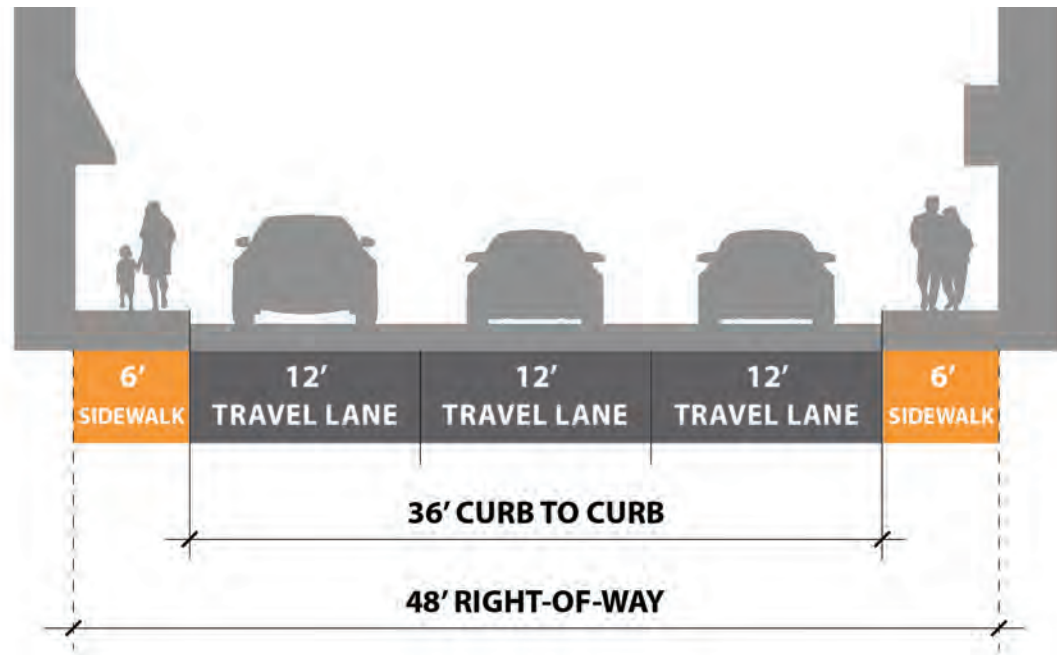 6′
SIDEWALK
12′
TRAVEL LANE
12′
TRAVEL LANE
12′
TRAVEL LANE
6′
SIDEWALK
36′ CURB TO CURB
48′ RIGHT-OF-WAY